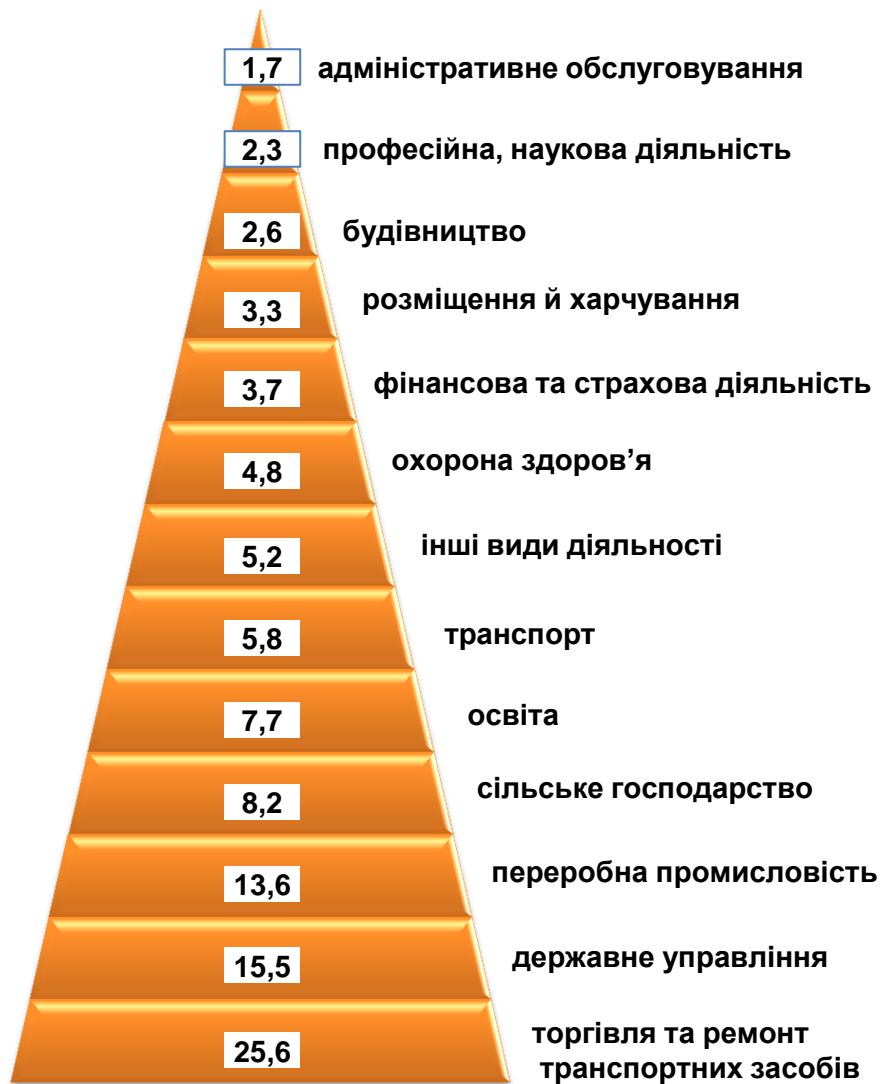 1,7 адміністративне обслуговування
2,3 професійна, наукова діяльність
2,6 будівництво
3,3 розміщення й харчування
3,7 фінансова та страхова діяльність
4,8 охорона здоров’я
5,2 інші види діяльності
5,8 транспорт
7,7 освіта
8,2 сільське господарство
13,6 переробна промисловість
15,5 державне управління
25,6 торгівля та ремонт
транспортних засобів